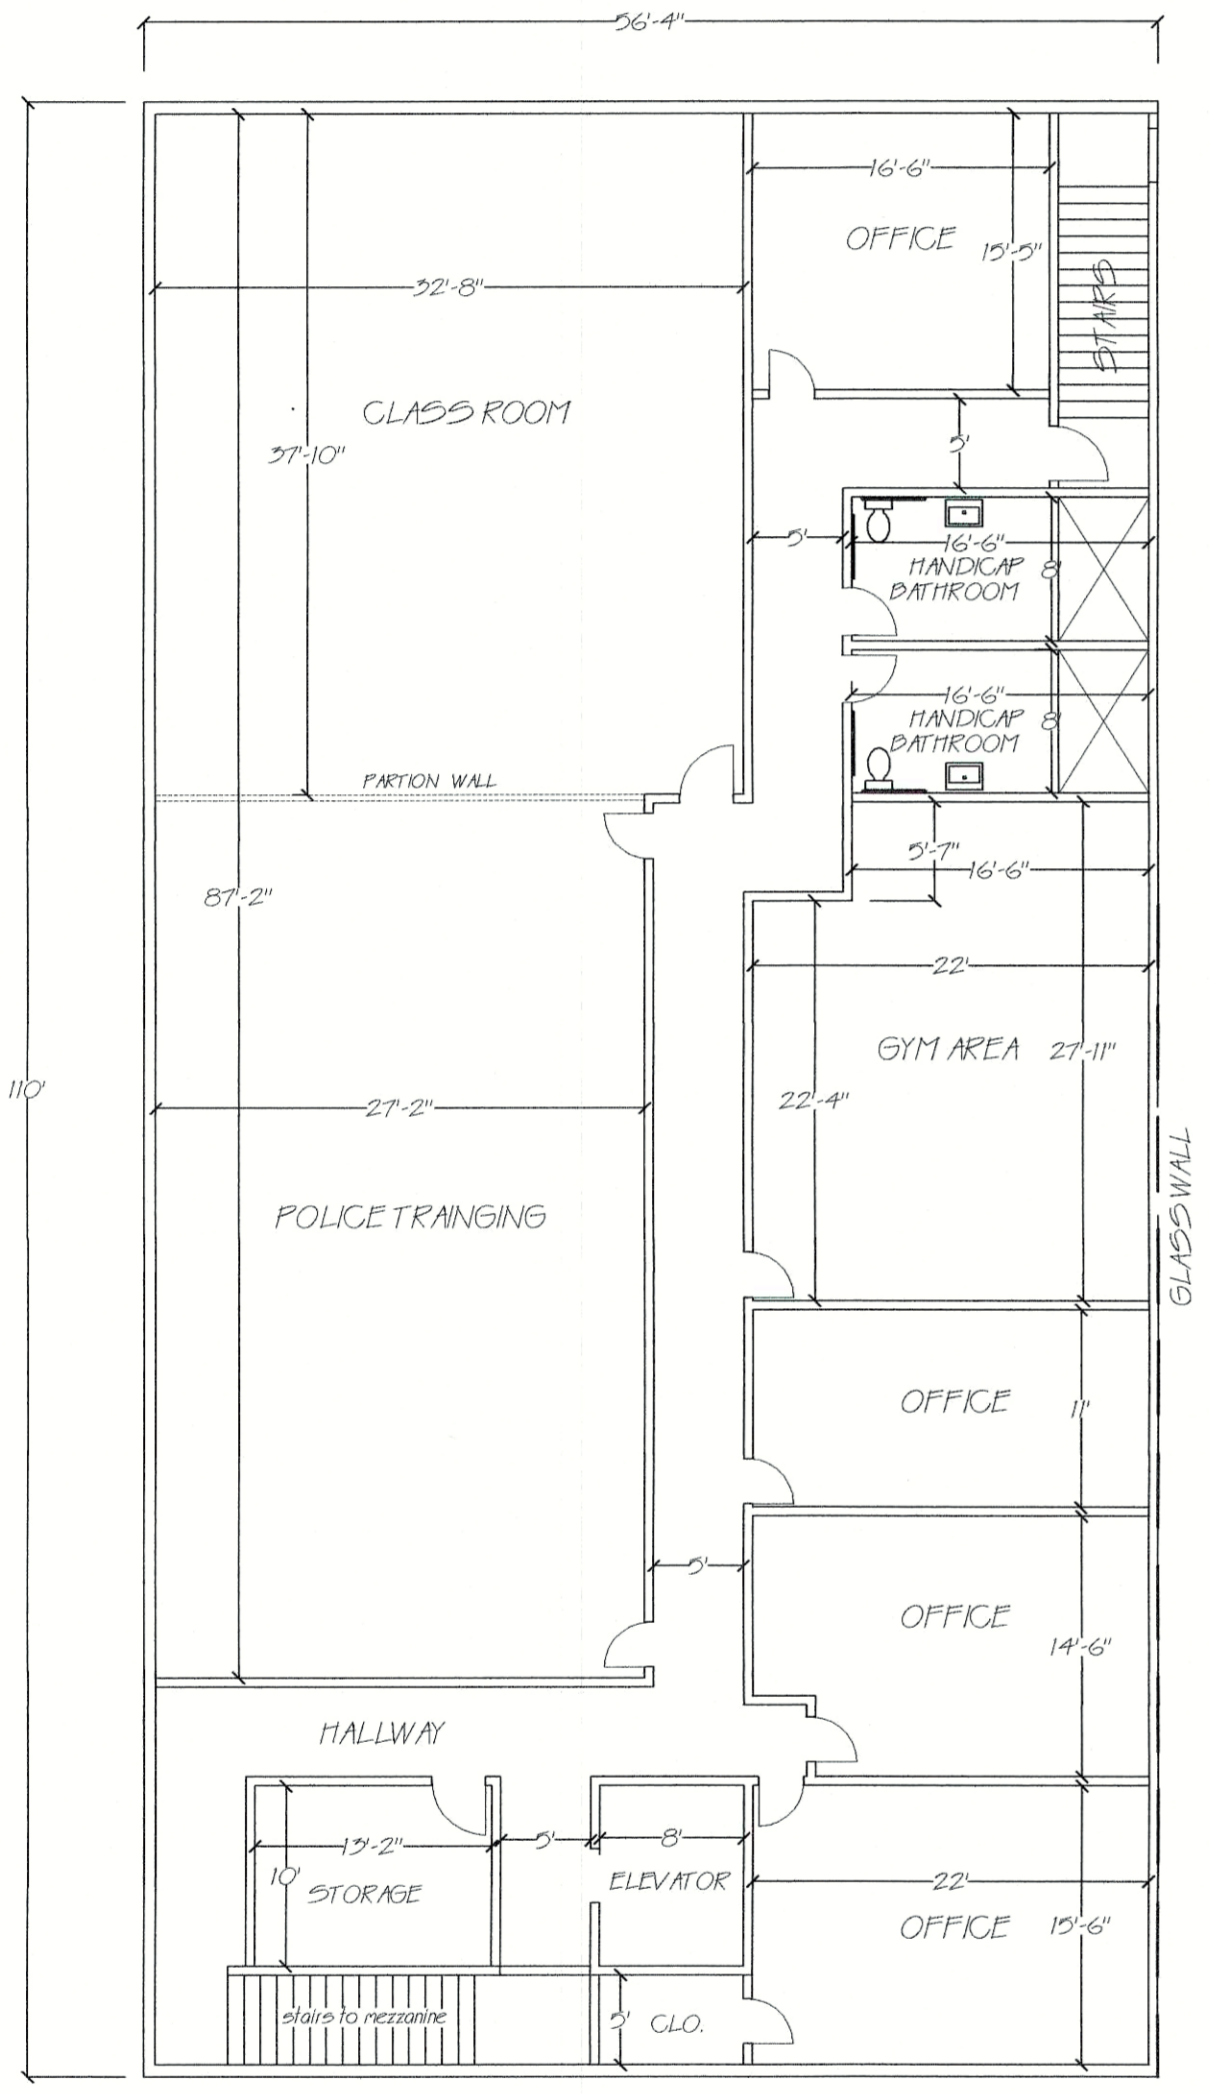 56'-4"
16'-6"
OFFICE
15'-5"
32'-8"
STAIRS
CLASS ROOM
37'-10"
5'
5'
16'-6"
HANDICAP
BATHROOM
8'
16'-6"
HANDICAP
BATHROOM
8'
PARTION WALL
5'-7"
16'-6"
87'-2"
22'
GYM AREA
27'-11"
110'
22'-4"
27'-2"
GLASS WALL
POLICE TRAINGING
OFFICE
11'
5'
OFFICE
14'-6"
HALLWAY
13'-2"
5'
8'
10'
STORAGE
ELEVATOR
22'
OFFICE
15'-6"
stairs to mezzanine
5'
CLO.